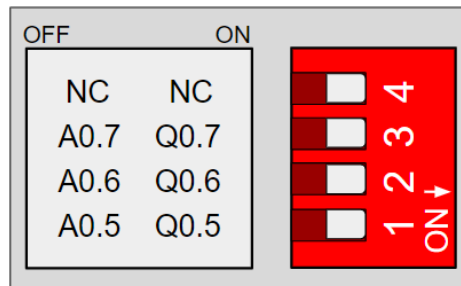 OFF ON
NC NC
A0.7 Q0.7
A0.6 Q0.6
A0.5 Q0.5
4
3
2
1
ON